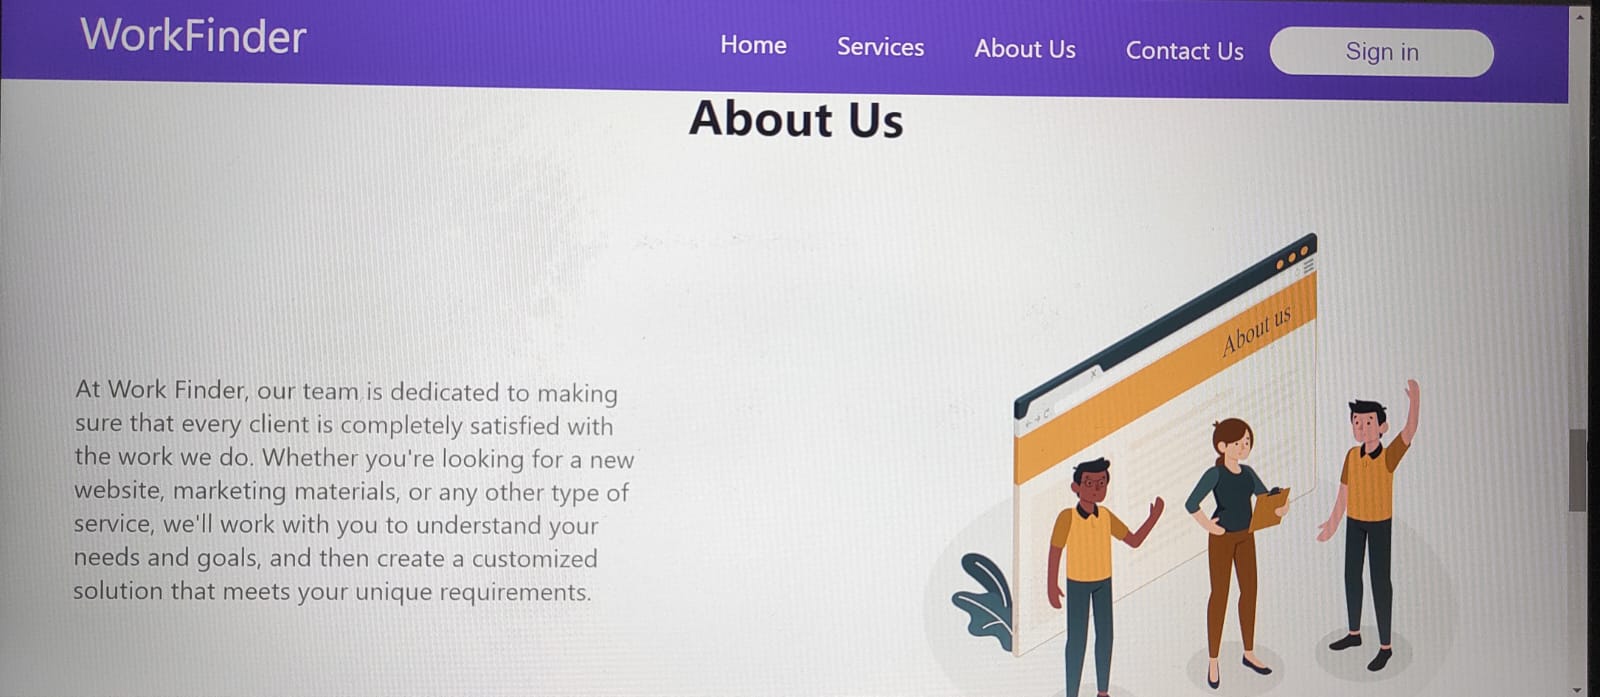 WorkFinder
Home Services About Us Contact Us Sign in
About Us
About us
At Work Finder, our team is dedicated to making
sure that every client is completely satisfied with
the work we do. Whether you're looking for a new
website, marketing materials, or any other type of
service, we'll work with you to understand your
needs and goals, and then create a customized
solution that meets your unique requirements.